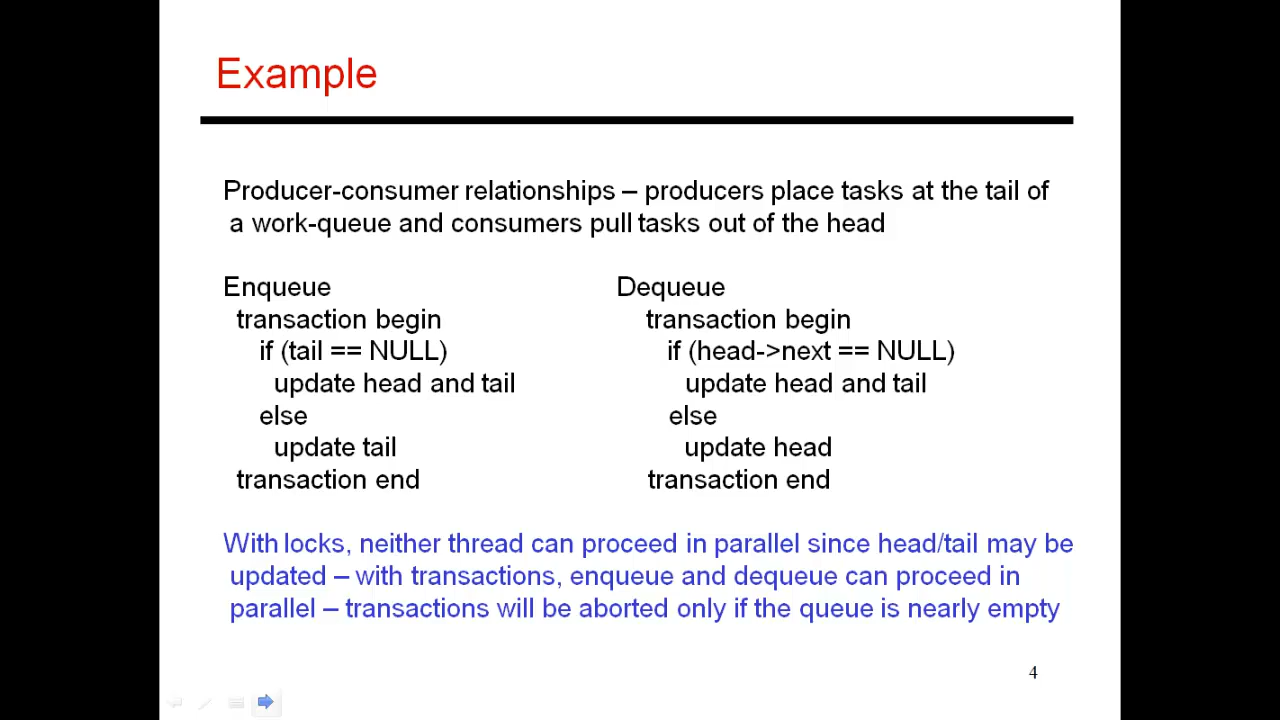 Example
Producer-consumer relationships – producers place tasks at the tail of
a work-queue and consumers pull tasks out of the head
Enqueue
transaction begin
if (tail == NULL)
update head and tail
else
update tail
transaction end
Dequeue
transaction begin
if (head->next == NULL)
update head and tail
else
update head
transaction end
With locks, neither thread can proceed in parallel since head/tail may be
updated – with transactions, enqueue and dequeue can proceed in
parallel – transactions will be aborted only if the queue is nearly empty
4